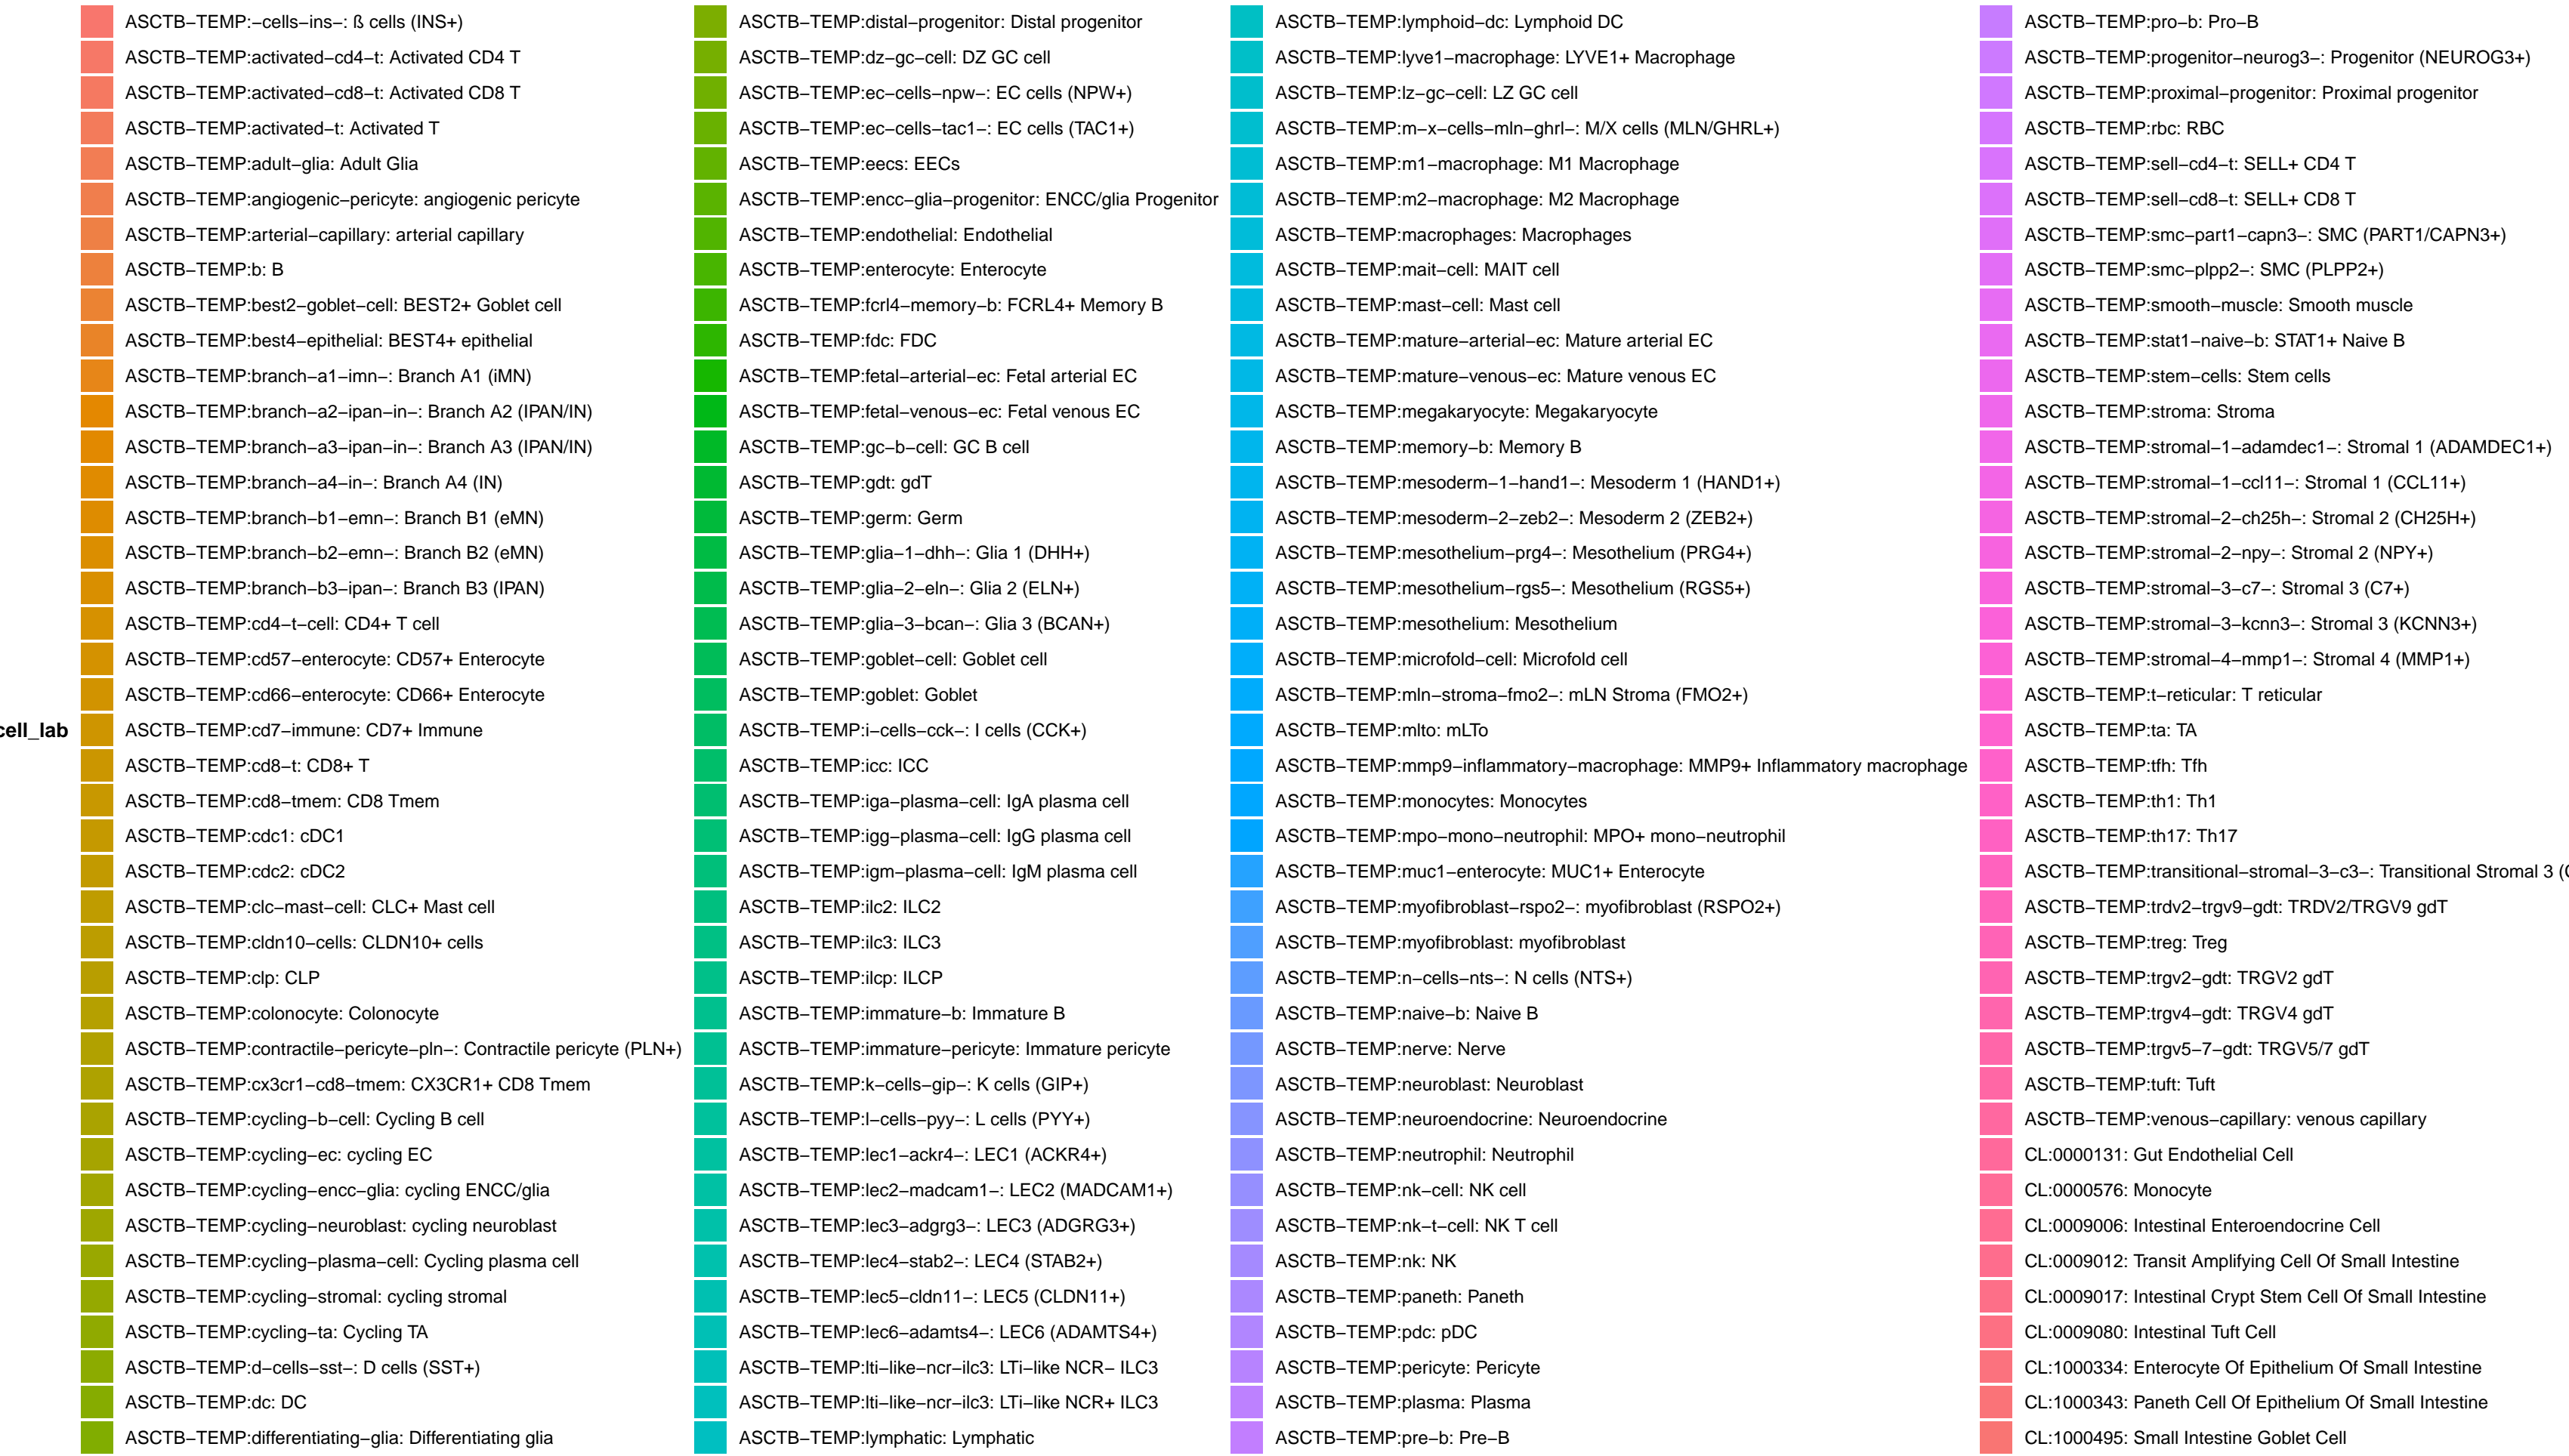 cell_lab
ASCTB−TEMP:−cells−ins−: ß cells (INS+)
ASCTB−TEMP:activated−cd4−t: Activated CD4 T
ASCTB−TEMP:activated−cd8−t: Activated CD8 T
ASCTB−TEMP:activated−t: Activated T
ASCTB−TEMP:adult−glia: Adult Glia
ASCTB−TEMP:angiogenic−pericyte: angiogenic pericyte
ASCTB−TEMP:arterial−capillary: arterial capillary
ASCTB−TEMP:b: B
ASCTB−TEMP:best2−goblet−cell: BEST2+ Goblet cell
ASCTB−TEMP:best4−epithelial: BEST4+ epithelial
ASCTB−TEMP:branch−a1−imn−: Branch A1 (iMN)
ASCTB−TEMP:branch−a2−ipan−in−: Branch A2 (IPAN/IN)
ASCTB−TEMP:branch−a3−ipan−in−: Branch A3 (IPAN/IN)
ASCTB−TEMP:branch−a4−in−: Branch A4 (IN)
ASCTB−TEMP:branch−b1−emn−: Branch B1 (eMN)
ASCTB−TEMP:branch−b2−emn−: Branch B2 (eMN)
ASCTB−TEMP:branch−b3−ipan−: Branch B3 (IPAN)
ASCTB−TEMP:cd4−t−cell: CD4+ T cell
ASCTB−TEMP:cd57−enterocyte: CD57+ Enterocyte
ASCTB−TEMP:cd66−enterocyte: CD66+ Enterocyte
ASCTB−TEMP:cd7−immune: CD7+ Immune
ASCTB−TEMP:cd8−t: CD8+ T
ASCTB−TEMP:cd8−tmem: CD8 Tmem
ASCTB−TEMP:cdc1: cDC1
ASCTB−TEMP:cdc2: cDC2
ASCTB−TEMP:clc−mast−cell: CLC+ Mast cell
ASCTB−TEMP:cldn10−cells: CLDN10+ cells
ASCTB−TEMP:clp: CLP
ASCTB−TEMP:colonocyte: Colonocyte
ASCTB−TEMP:contractile−pericyte−pln−: Contractile pericyte (PLN+)
ASCTB−TEMP:cx3cr1−cd8−tmem: CX3CR1+ CD8 Tmem
ASCTB−TEMP:cycling−b−cell: Cycling B cell
ASCTB−TEMP:cycling−ec: cycling EC
ASCTB−TEMP:cycling−encc−glia: cycling ENCC/glia
ASCTB−TEMP:cycling−neuroblast: cycling neuroblast
ASCTB−TEMP:cycling−plasma−cell: Cycling plasma cell
ASCTB−TEMP:cycling−stromal: cycling stromal
ASCTB−TEMP:cycling−ta: Cycling TA
ASCTB−TEMP:d−cells−sst−: D cells (SST+)
ASCTB−TEMP:dc: DC
ASCTB−TEMP:differentiating−glia: Differentiating glia
ASCTB−TEMP:distal−progenitor: Distal progenitor
ASCTB−TEMP:dz−gc−cell: DZ GC cell
ASCTB−TEMP:ec−cells−npw−: EC cells (NPW+)
ASCTB−TEMP:ec−cells−tac1−: EC cells (TAC1+)
ASCTB−TEMP:eecs: EECs
ASCTB−TEMP:encc−glia−progenitor: ENCC/glia Progenitor
ASCTB−TEMP:endothelial: Endothelial
ASCTB−TEMP:enterocyte: Enterocyte
ASCTB−TEMP:fcrl4−memory−b: FCRL4+ Memory B
ASCTB−TEMP:fdc: FDC
ASCTB−TEMP:fetal−arterial−ec: Fetal arterial EC
ASCTB−TEMP:fetal−venous−ec: Fetal venous EC
ASCTB−TEMP:gc−b−cell: GC B cell
ASCTB−TEMP:gdt: gdT
ASCTB−TEMP:germ: Germ
ASCTB−TEMP:glia−1−dhh−: Glia 1 (DHH+)
ASCTB−TEMP:glia−2−eln−: Glia 2 (ELN+)
ASCTB−TEMP:glia−3−bcan−: Glia 3 (BCAN+)
ASCTB−TEMP:goblet−cell: Goblet cell
ASCTB−TEMP:goblet: Goblet
ASCTB−TEMP:i−cells−cck−: I cells (CCK+)
ASCTB−TEMP:icc: ICC
ASCTB−TEMP:iga−plasma−cell: IgA plasma cell
ASCTB−TEMP:igg−plasma−cell: IgG plasma cell
ASCTB−TEMP:igm−plasma−cell: IgM plasma cell
ASCTB−TEMP:ilc2: ILC2
ASCTB−TEMP:ilc3: ILC3
ASCTB−TEMP:ilcp: ILCP
ASCTB−TEMP:immature−b: Immature B
ASCTB−TEMP:immature−pericyte: Immature pericyte
ASCTB−TEMP:k−cells−gip−: K cells (GIP+)
ASCTB−TEMP:l−cells−pyy−: L cells (PYY+)
ASCTB−TEMP:lec1−ackr4−: LEC1 (ACKR4+)
ASCTB−TEMP:lec2−madcam1−: LEC2 (MADCAM1+)
ASCTB−TEMP:lec3−adgrg3−: LEC3 (ADGRG3+)
ASCTB−TEMP:lec4−stab2−: LEC4 (STAB2+)
ASCTB−TEMP:lec5−cldn11−: LEC5 (CLDN11+)
ASCTB−TEMP:lec6−adamts4−: LEC6 (ADAMTS4+)
ASCTB−TEMP:lti−like−ncr−ilc3: LTi−like NCR− ILC3
ASCTB−TEMP:lti−like−ncr−ilc3: LTi−like NCR+ ILC3
ASCTB−TEMP:lymphatic: Lymphatic
ASCTB−TEMP:lymphoid−dc: Lymphoid DC
ASCTB−TEMP:lyve1−macrophage: LYVE1+ Macrophage
ASCTB−TEMP:lz−gc−cell: LZ GC cell
ASCTB−TEMP:m−x−cells−mln−ghrl−: M/X cells (MLN/GHRL+)
ASCTB−TEMP:m1−macrophage: M1 Macrophage
ASCTB−TEMP:m2−macrophage: M2 Macrophage
ASCTB−TEMP:macrophages: Macrophages
ASCTB−TEMP:mait−cell: MAIT cell
ASCTB−TEMP:mast−cell: Mast cell
ASCTB−TEMP:mature−arterial−ec: Mature arterial EC
ASCTB−TEMP:mature−venous−ec: Mature venous EC
ASCTB−TEMP:megakaryocyte: Megakaryocyte
ASCTB−TEMP:memory−b: Memory B
ASCTB−TEMP:mesoderm−1−hand1−: Mesoderm 1 (HAND1+)
ASCTB−TEMP:mesoderm−2−zeb2−: Mesoderm 2 (ZEB2+)
ASCTB−TEMP:mesothelium−prg4−: Mesothelium (PRG4+)
ASCTB−TEMP:mesothelium−rgs5−: Mesothelium (RGS5+)
ASCTB−TEMP:mesothelium: Mesothelium
ASCTB−TEMP:microfold−cell: Microfold cell
ASCTB−TEMP:mln−stroma−fmo2−: mLN Stroma (FMO2+)
ASCTB−TEMP:mlto: mLTo
ASCTB−TEMP:mmp9−inflammatory−macrophage: MMP9+ Inflammatory macrophage
ASCTB−TEMP:monocytes: Monocytes
ASCTB−TEMP:mpo−mono−neutrophil: MPO+ mono−neutrophil
ASCTB−TEMP:muc1−enterocyte: MUC1+ Enterocyte
ASCTB−TEMP:myofibroblast−rspo2−: myofibroblast (RSPO2+)
ASCTB−TEMP:myofibroblast: myofibroblast
ASCTB−TEMP:n−cells−nts−: N cells (NTS+)
ASCTB−TEMP:naive−b: Naive B
ASCTB−TEMP:nerve: Nerve
ASCTB−TEMP:neuroblast: Neuroblast
ASCTB−TEMP:neuroendocrine: Neuroendocrine
ASCTB−TEMP:neutrophil: Neutrophil
ASCTB−TEMP:nk−cell: NK cell
ASCTB−TEMP:nk−t−cell: NK T cell
ASCTB−TEMP:nk: NK
ASCTB−TEMP:paneth: Paneth
ASCTB−TEMP:pdc: pDC
ASCTB−TEMP:pericyte: Pericyte
ASCTB−TEMP:plasma: Plasma
ASCTB−TEMP:pre−b: Pre−B
ASCTB−TEMP:pro−b: Pro−B
ASCTB−TEMP:progenitor−neurog3−: Progenitor (NEUROG3+)
ASCTB−TEMP:proximal−progenitor: Proximal progenitor
ASCTB−TEMP:rbc: RBC
ASCTB−TEMP:sell−cd4−t: SELL+ CD4 T
ASCTB−TEMP:sell−cd8−t: SELL+ CD8 T
ASCTB−TEMP:smc−part1−capn3−: SMC (PART1/CAPN3+)
ASCTB−TEMP:smc−plpp2−: SMC (PLPP2+)
ASCTB−TEMP:smooth−muscle: Smooth muscle
ASCTB−TEMP:stat1−naive−b: STAT1+ Naive B
ASCTB−TEMP:stem−cells: Stem cells
ASCTB−TEMP:stroma: Stroma
ASCTB−TEMP:stromal−1−adamdec1−: Stromal 1 (ADAMDEC1+)
ASCTB−TEMP:stromal−1−ccl11−: Stromal 1 (CCL11+)
ASCTB−TEMP:stromal−2−ch25h−: Stromal 2 (CH25H+)
ASCTB−TEMP:stromal−2−npy−: Stromal 2 (NPY+)
ASCTB−TEMP:stromal−3−c7−: Stromal 3 (C7+)
ASCTB−TEMP:stromal−3−kcnn3−: Stromal 3 (KCNN3+)
ASCTB−TEMP:stromal−4−mmp1−: Stromal 4 (MMP1+)
ASCTB−TEMP:t−reticular: T reticular
ASCTB−TEMP:ta: TA
ASCTB−TEMP:tfh: Tfh
ASCTB−TEMP:th1: Th1
ASCTB−TEMP:th17: Th17
ASCTB−TEMP:transitional−stromal−3−c3−: Transitional Stromal 3 (
ASCTB−TEMP:trdv2−trgv9−gdt: TRDV2/TRGV9 gdT
ASCTB−TEMP:treg: Treg
ASCTB−TEMP:trgv2−gdt: TRGV2 gdT
ASCTB−TEMP:trgv4−gdt: TRGV4 gdT
ASCTB−TEMP:trgv5−7−gdt: TRGV5/7 gdT
ASCTB−TEMP:tuft: Tuft
ASCTB−TEMP:venous−capillary: venous capillary
CL:0000131: Gut Endothelial Cell
CL:0000576: Monocyte
CL:0009006: Intestinal Enteroendocrine Cell
CL:0009012: Transit Amplifying Cell Of Small Intestine
CL:0009017: Intestinal Crypt Stem Cell Of Small Intestine
CL:0009080: Intestinal Tuft Cell
CL:1000334: Enterocyte Of Epithelium Of Small Intestine
CL:1000343: Paneth Cell Of Epithelium Of Small Intestine
CL:1000495: Small Intestine Goblet Cell